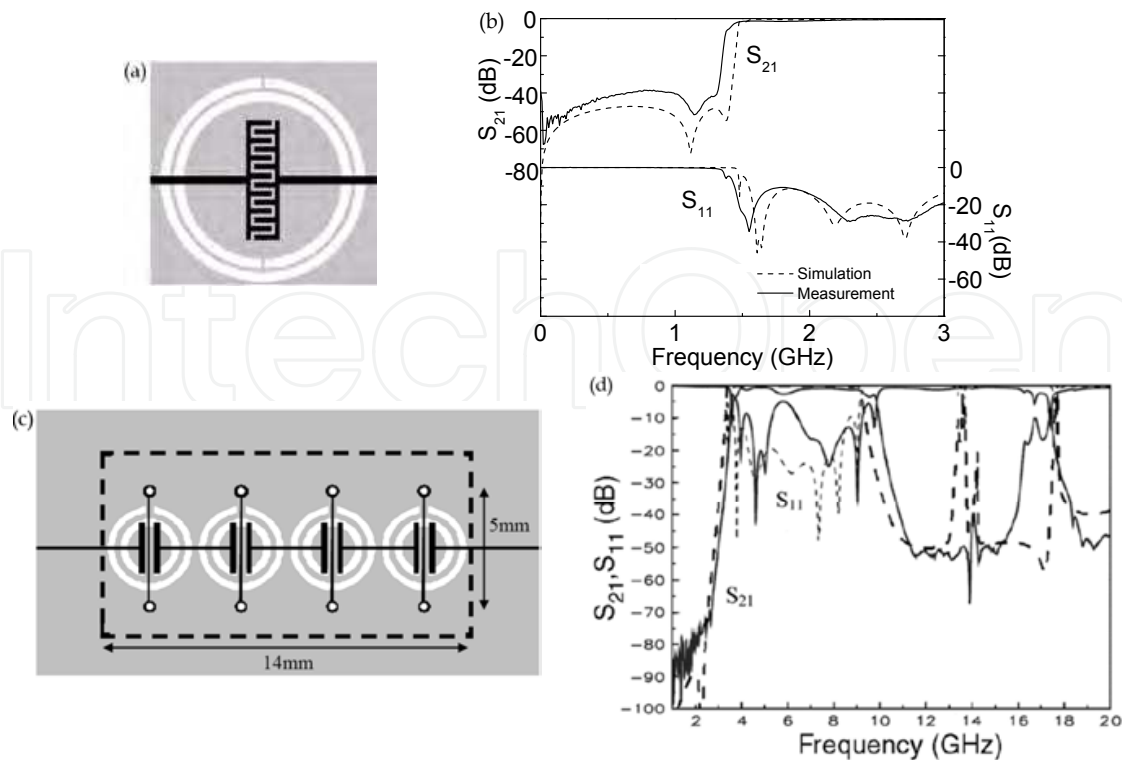 (a)
(b)
0
-20
-40
-60
-80
S21 (dB)
S21
S11
0
-20
-40
-60
S11 (dB)
Simulation
Measurement
0 1 2 3
Frequency (GHz)
IntechOpen
(c)
5mm
14mm
(d)
0
-10
-20
-30
-40
-50
-60
-70
-80
-90
-100
S21, S11 (dB)
S11
S21
2 4 6 8 10 12 14 16 18 20
Frequency (GHz)